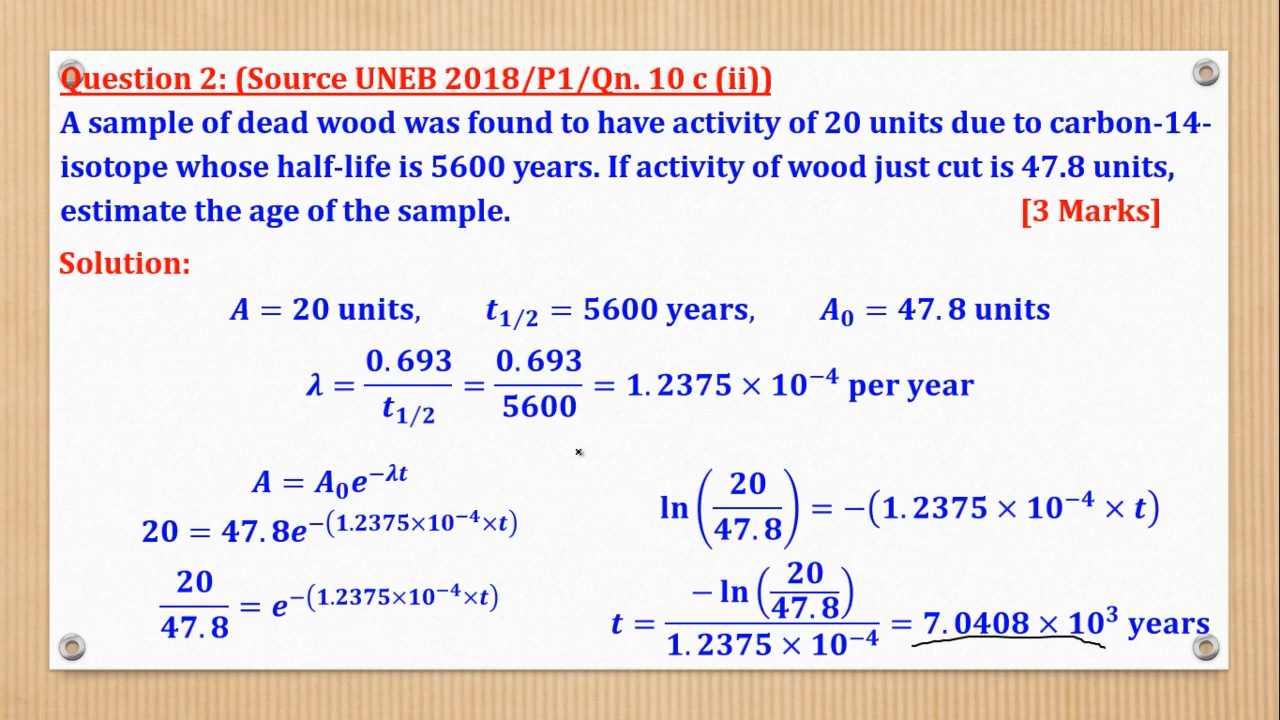 Question 2: (Source UNEB 2018/P1/Qn. 10 c (ii))
A sample of dead wood was found to have activity of 20 units due to carbon-14-
isotope whose half-life is 5600 years. If activity of wood just cut is 47.8 units,
estimate the age of the sample. [3 Marks]
Solution:
A = 20 units, t₁/₂ = 5600 years, A₀ = 47.8 units
λ = 0.693/t₁/₂ = 0.693/5600 = 1.2375 × 10⁻⁴ per year
A = A₀e^(−λt)
20 = 47.8e^−(1.2375×10⁻⁴×t)
20/47.8 = e^−(1.2375×10⁻⁴×t)
ln(20/47.8) = −(1.2375 × 10⁻⁴ × t)
t = −ln(20/47.8)/(1.2375 × 10⁻⁴) = 7.0408 × 10³ years